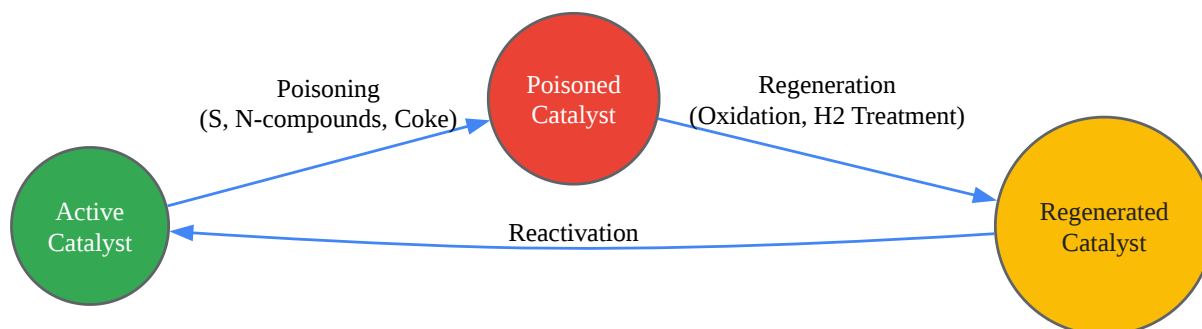 Poisoning
(S, N-compounds, Coke)
Poisoned
Catalyst
Regeneration
(Oxidation, H2 Treatment)
Active
Catalyst
Reactivation
Regenerated
Catalyst